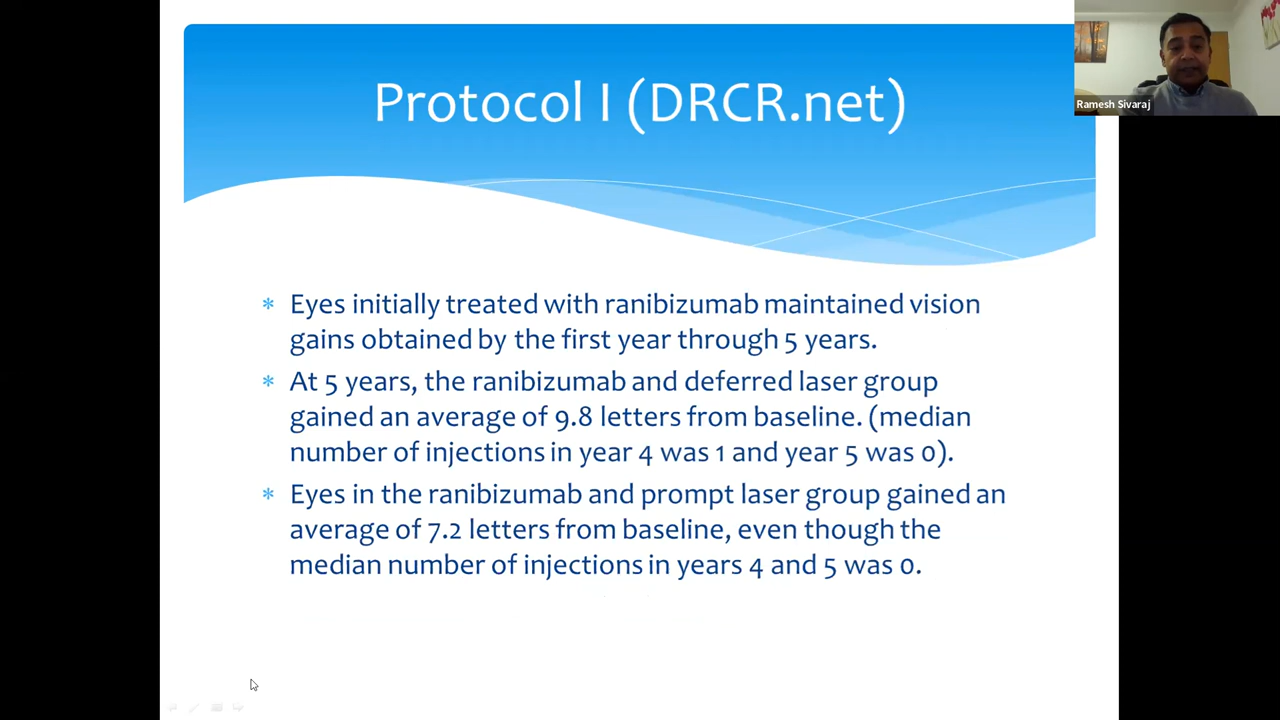 Protocol I (DRCR.net)
Ramesh Sivaraj
* Eyes initially treated with ranibizumab maintained vision
gains obtained by the first year through 5 years.
* At 5 years, the ranibizumab and deferred laser group
gained an average of 9.8 letters from baseline. (median
number of injections in year 4 was 1 and year 5 was 0).
* Eyes in the ranibizumab and prompt laser group gained an
average of 7.2 letters from baseline, even though the
median number of injections in years 4 and 5 was 0.